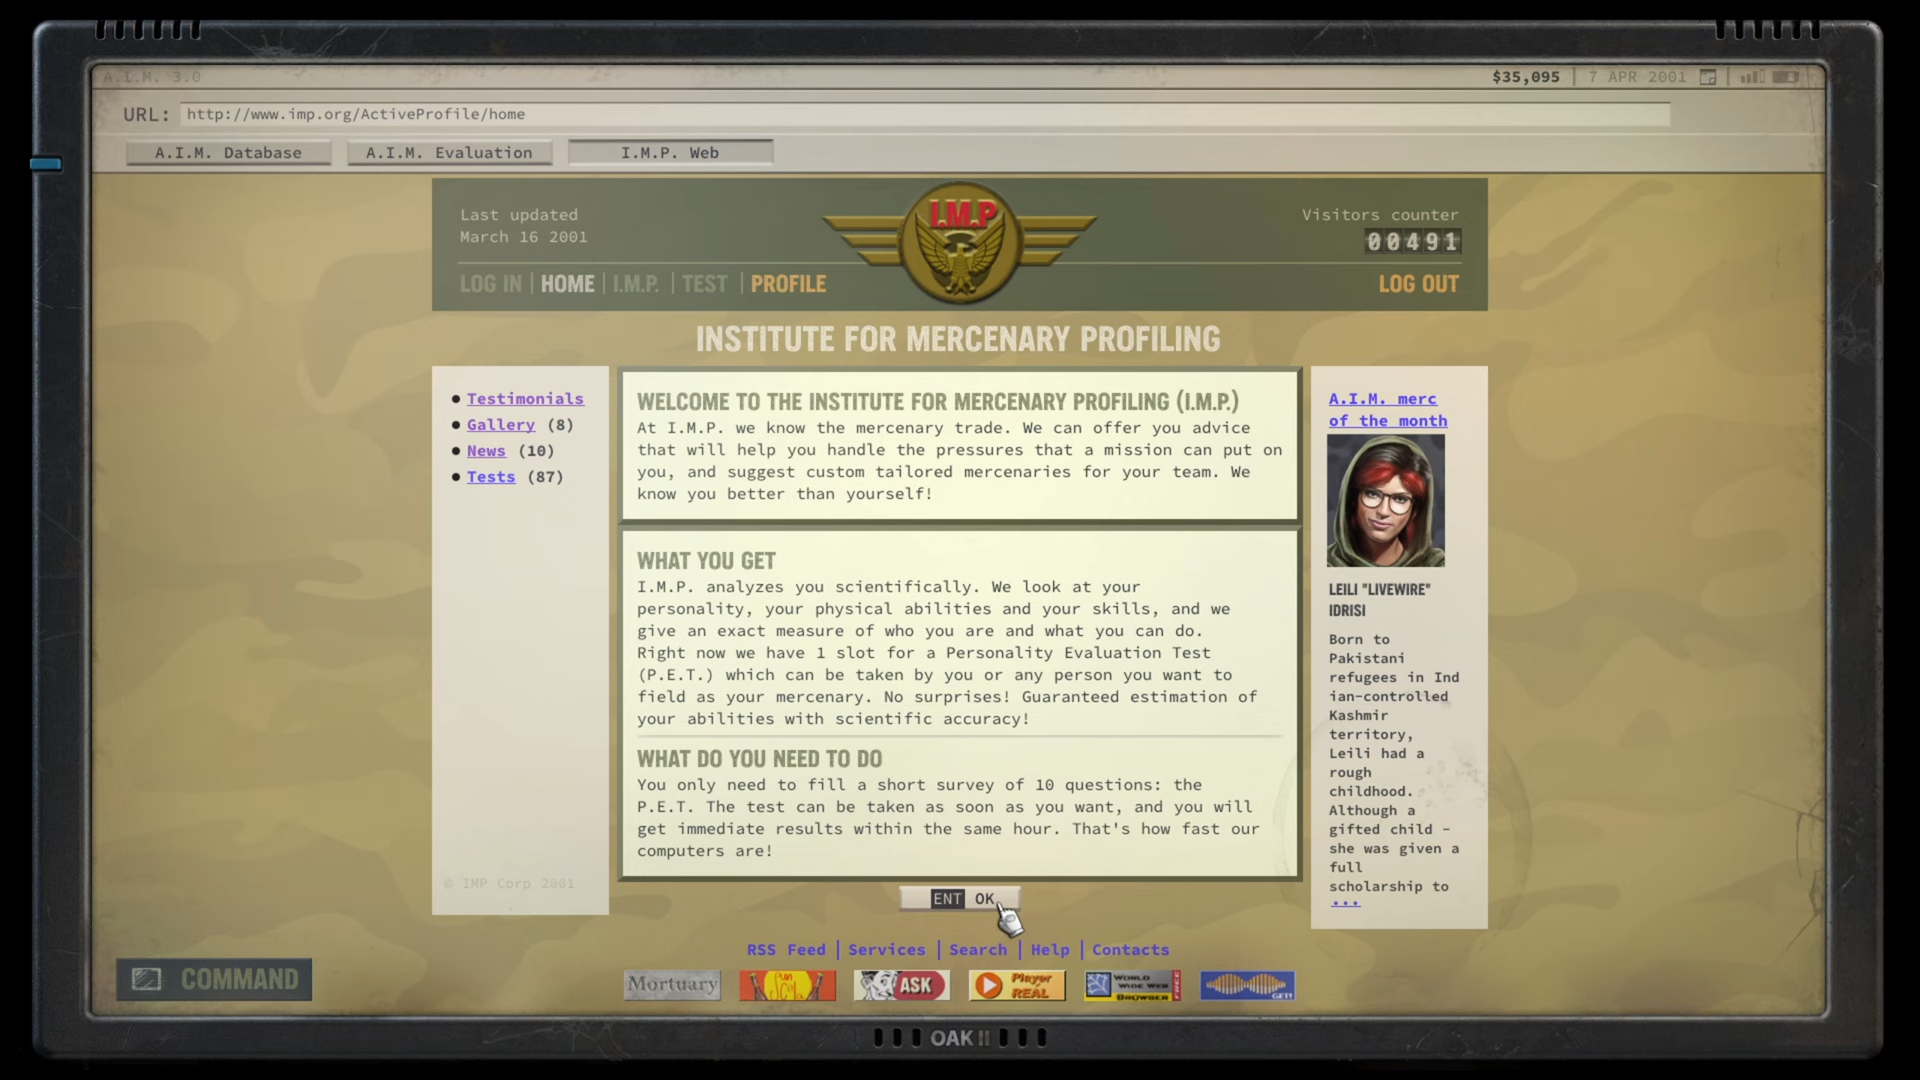 A.I.M. 3.0
$35,095 | 7 APR 2001
URL: http://www.imp.org/ActiveProfile/home
A.I.M. Database
A.I.M. Evaluation
I.M.P. Web
Last updated
March 16 2001
I.M.P
Visitors counter
00491
LOG IN | HOME | I.M.P. | TEST | PROFILE
LOG OUT
INSTITUTE FOR MERCENARY PROFILING
Testimonials
Gallery (8)
News (10)
Tests (87)
© IMP Corp 2001
WELCOME TO THE INSTITUTE FOR MERCENARY PROFILING (I.M.P.)
At I.M.P. we know the mercenary trade. We can offer you advice
that will help you handle the pressures that a mission can put on
you, and suggest custom tailored mercenaries for your team. We
know you better than yourself!
WHAT YOU GET
I.M.P. analyzes you scientifically. We look at your
personality, your physical abilities and your skills, and we
give an exact measure of who you are and what you can do.
Right now we have 1 slot for a Personality Evaluation Test
(P.E.T.) which can be taken by you or any person you want to
field as your mercenary. No surprises! Guaranteed estimation of
your abilities with scientific accuracy!
WHAT DO YOU NEED TO DO
You only need to fill a short survey of 10 questions: the
P.E.T. The test can be taken as soon as you want, and you will
get immediate results within the same hour. That's how fast our
computers are!
ENT OK
A.I.M. merc
of the month
LEILI "LIVEWIRE"
IDRISI
Born to
Pakistani
refugees in Ind
ian-controlled
Kashmir
territory,
Leili had a
rough
childhood.
Although a
gifted child –
she was given a
full
scholarship to
...
RSS Feed | Services | Search | Help | Contacts
Mortuary
ASK
Player
REAL
WORLD
WIDE WEB
BROWSER
FREE
GET!
COMMAND
OAK II